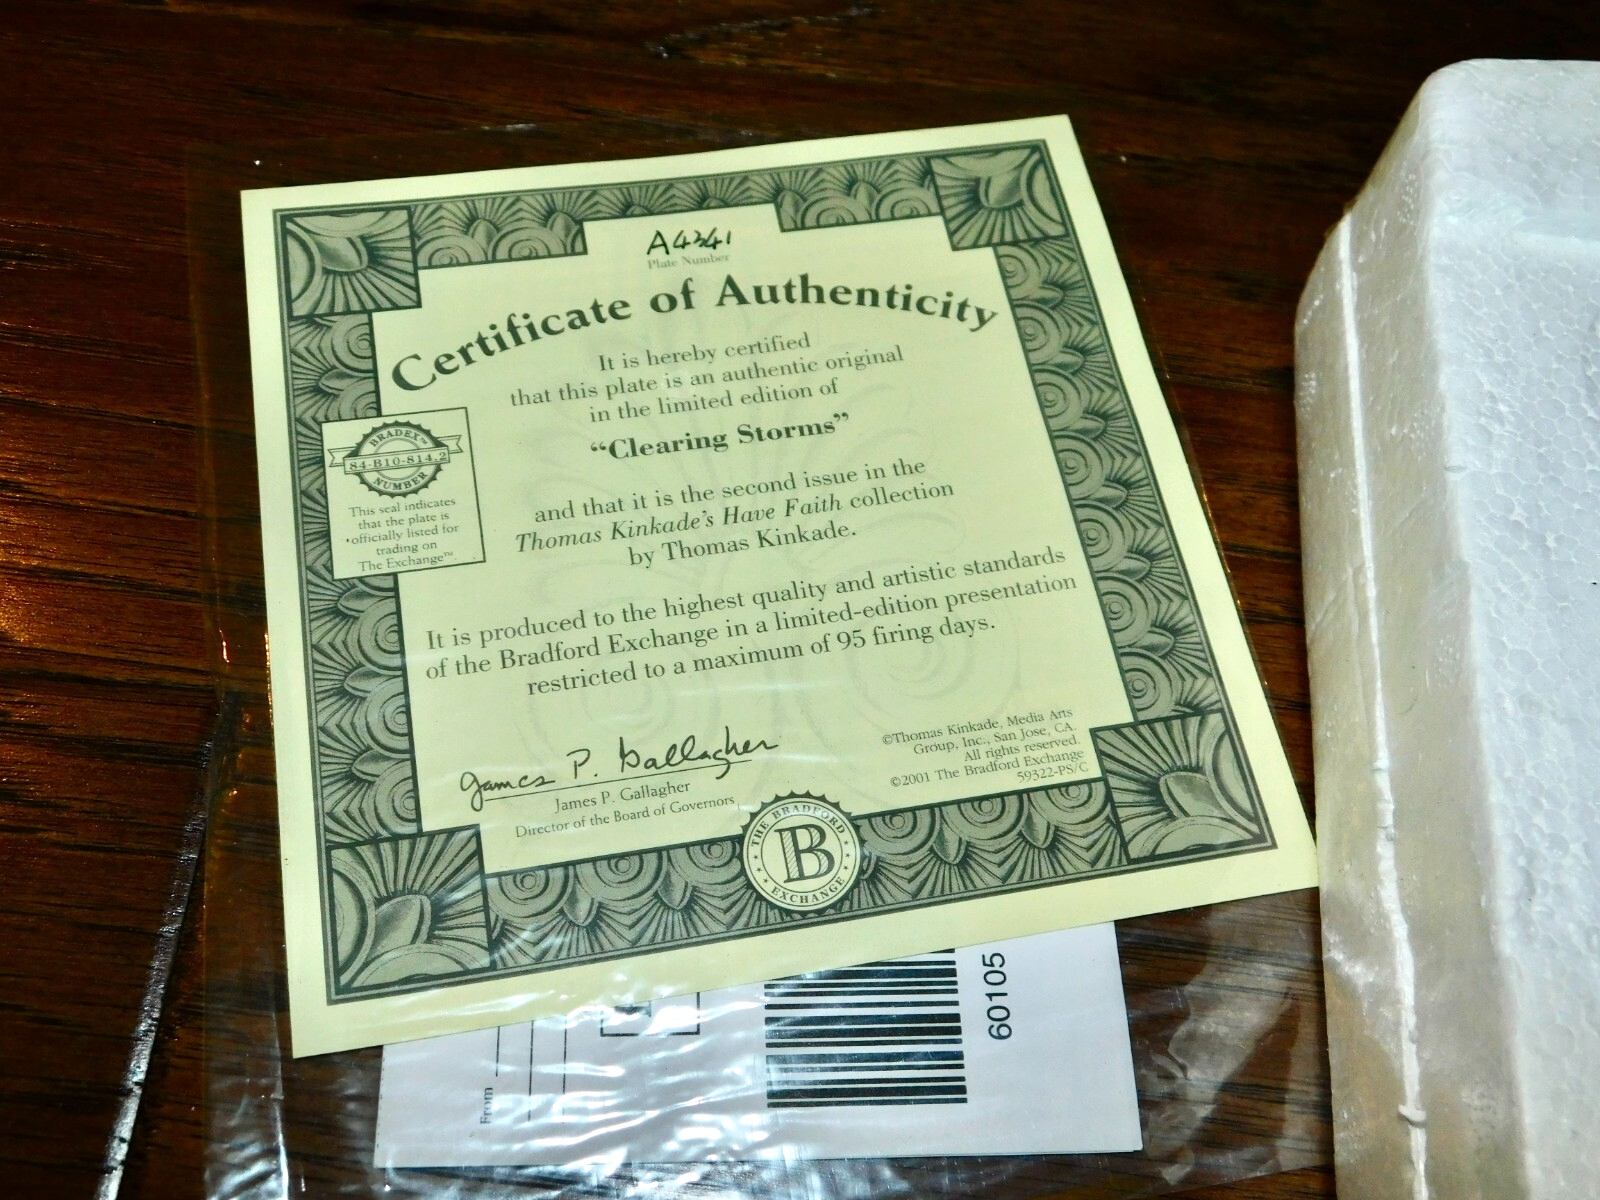 A4341
Plate Number
Certificate of Authenticity
It is hereby certified
that this plate is an authentic original
in the limited edition of
“Clearing Storms”
and that it is the second issue in the
Thomas Kinkade's Have Faith collection
by Thomas Kinkade.
It is produced to the highest quality and artistic standards
of the Bradford Exchange in a limited-edition presentation
restricted to a maximum of 95 firing days.
BRADEX™
84-B10-814.2
NUMBER
This seal indicates
that the plate is
officially listed for
trading on
The Exchange™
James P. Gallagher
James P. Gallagher
Director of the Board of Governors
©Thomas Kinkade, Media Arts
Group, Inc., San Jose, CA.
All rights reserved.
©2001 The Bradford Exchange
59322-PS/C
THE BRADFORD
B
EXCHANGE
From
60105